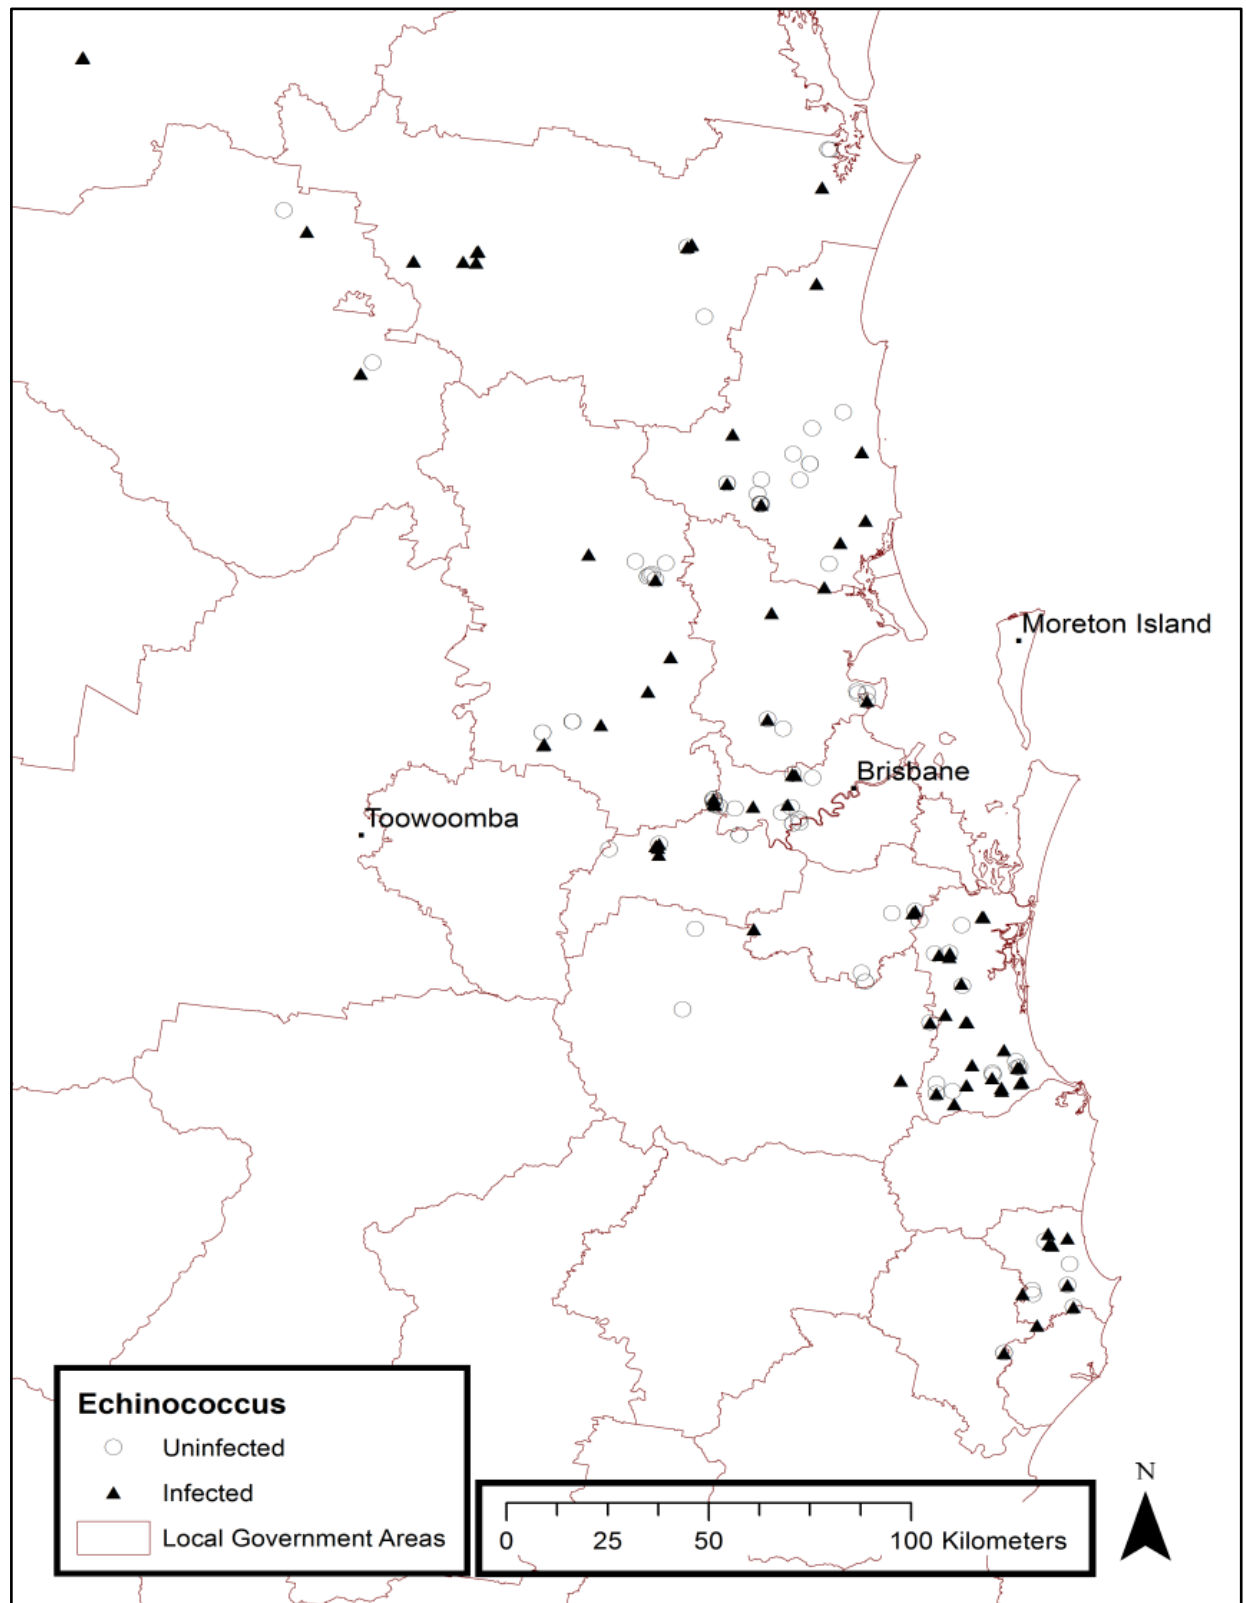 Moreton Island
Brisbane
Toowoomba
Echinococcus
Uninfected
Infected
Local Government Areas
0 25 50 100 Kilometers
N